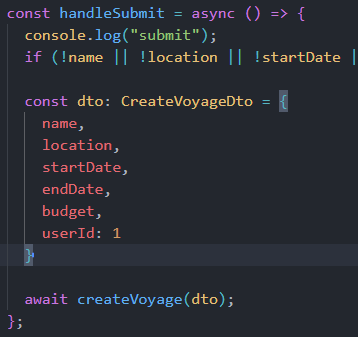 const handleSubmit = async () => {
console.log("submit");
if (!name || !location || !startDate ||
const dto: CreateVoyageDto = {
name,
location,
startDate,
endDate,
budget,
userId: 1
}
await createVoyage(dto);
};